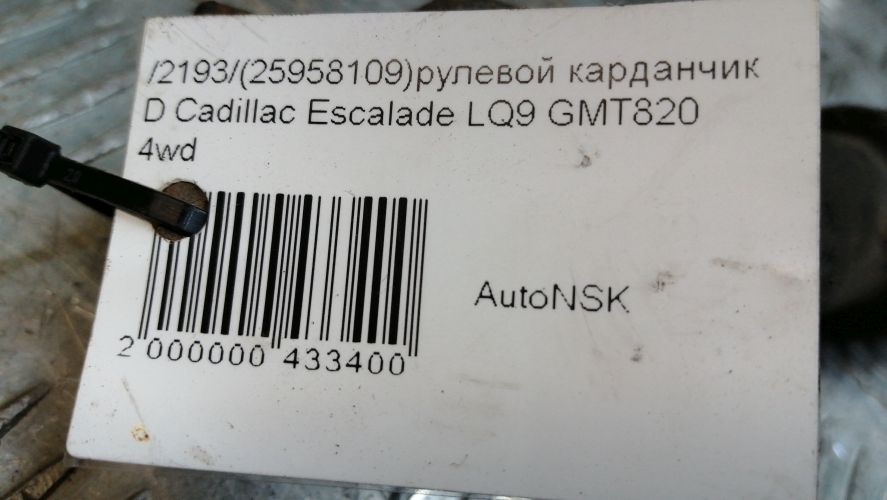 /2193/(25958109)рулевой карданчик
D Cadillac Escalade LQ9 GMT820
4wd
AutoNSK
2 000000 433400